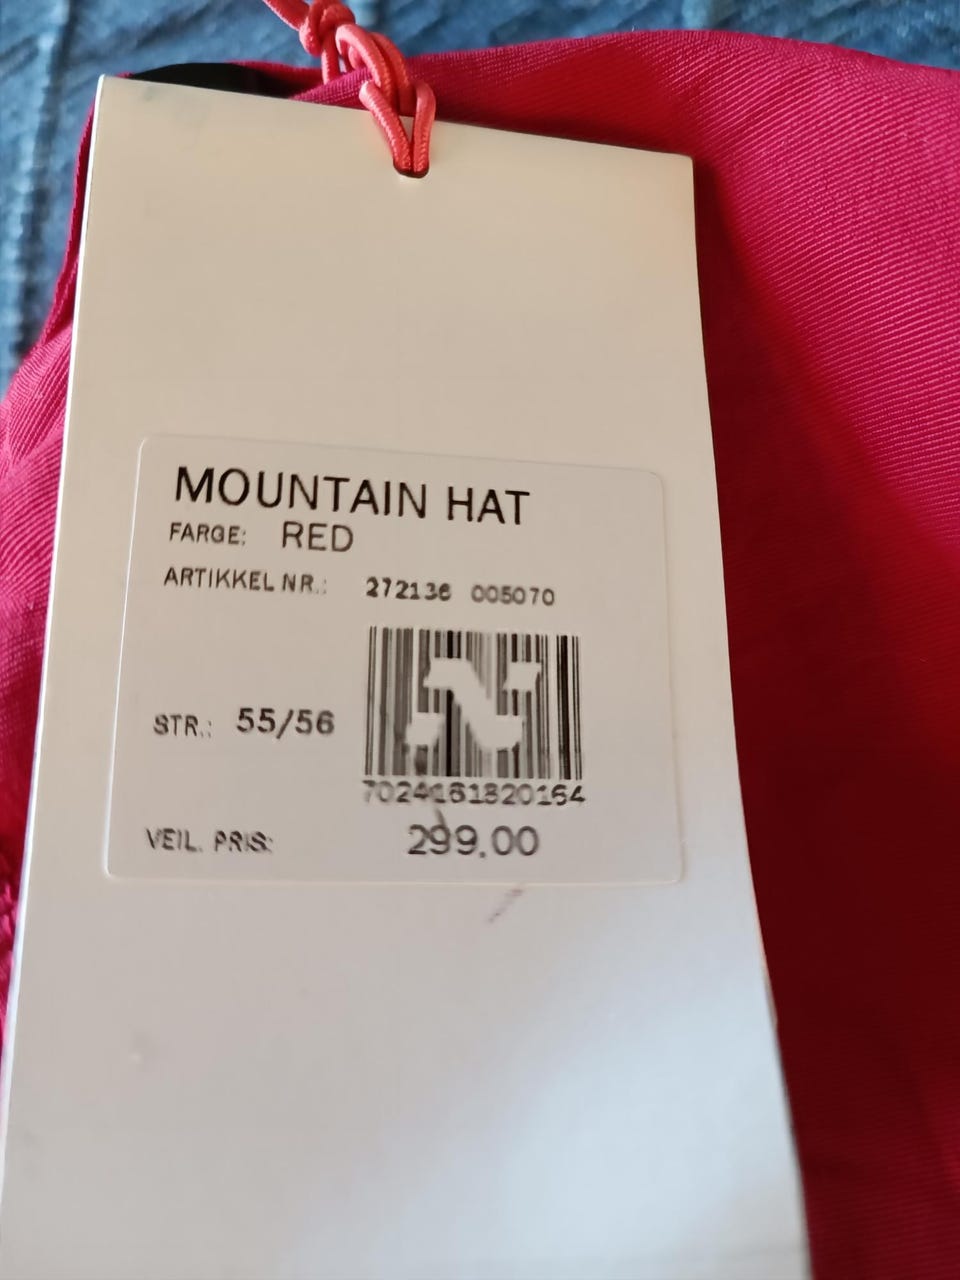 MOUNTAIN HAT
FARGE: RED
ARTIKKEL NR.: 272136 005070
STR.: 55/56
7024161820164
VEIL. PRIS: 299.00